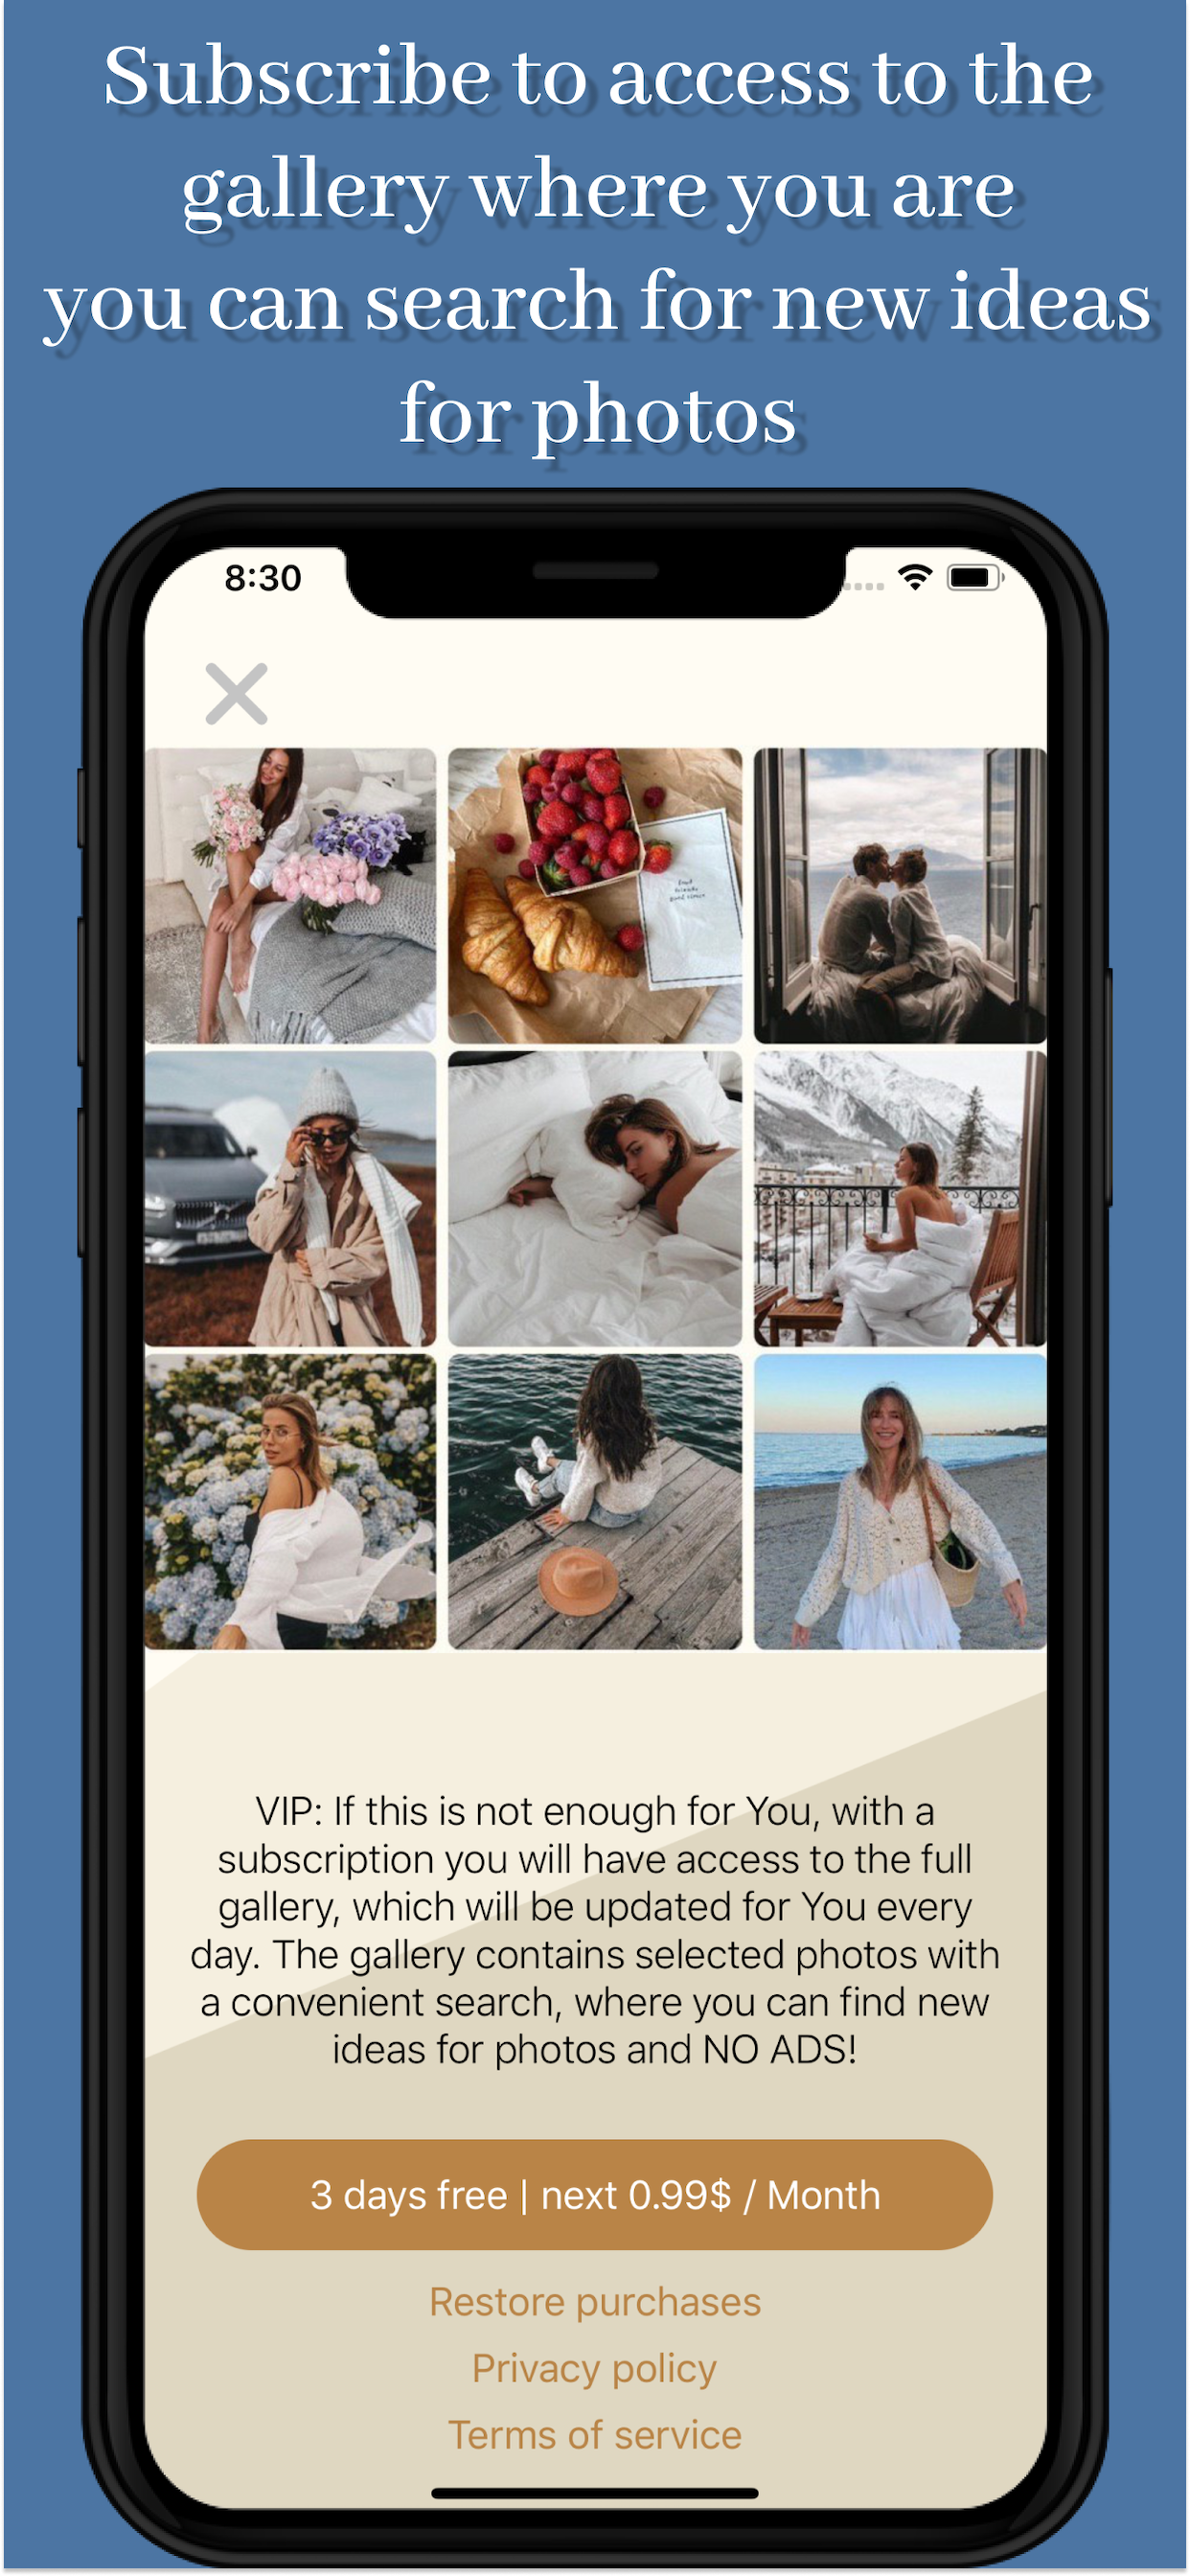 Subscribe to access to the
gallery where you are
you can search for new ideas
for photos
8:30
VIP: If this is not enough for You, with a
subscription you will have access to the full
gallery, which will be updated for You every
day. The gallery contains selected photos with
a convenient search, where you can find new
ideas for photos and NO ADS!
3 days free | next 0.99$ / Month
Restore purchases
Privacy policy
Terms of service